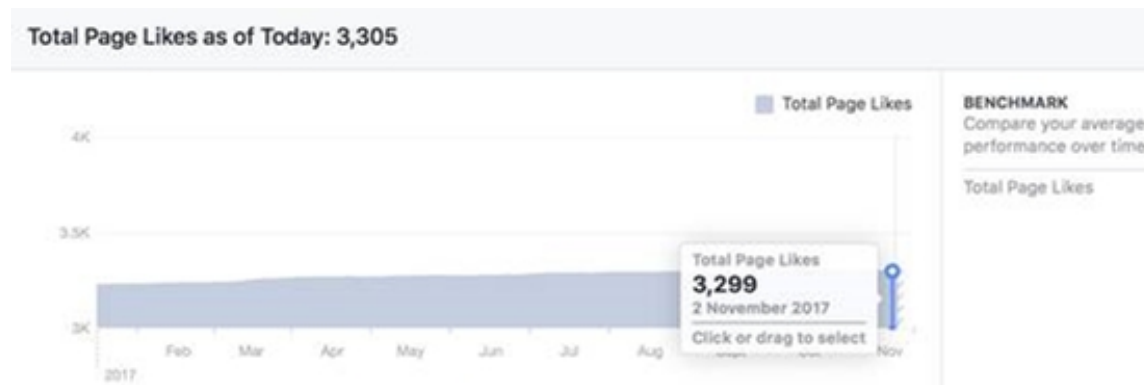 Total Page Likes as of Today: 3,305
Total Page Likes
BENCHMARK
Compare your average
performance over time
Total Page Likes
4K
3.5K
3K
Total Page Likes
3,299
2 November 2017
Click or drag to select
Feb Mar Apr May Jun Jul Aug Nov
2017